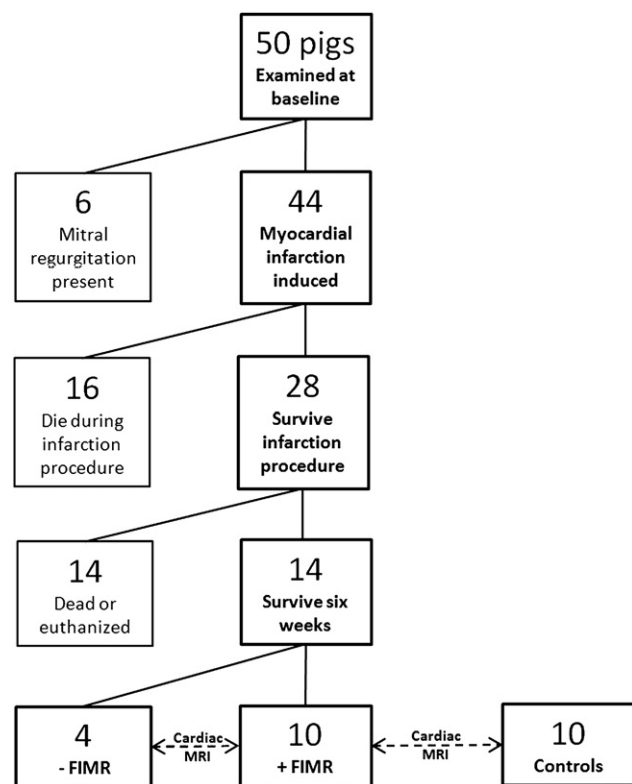 50 pigs
Examined at
baseline
6
Mitral
regurgitation
present
44
Myocardial
infarction
induced
16
Die during
infarction
procedure
28
Survive
infarction
procedure
14
Dead or
euthanized
14
Survive six
weeks
4
- FIMR
Cardiac
MRI
10
+ FIMR
Cardiac
MRI
10
Controls